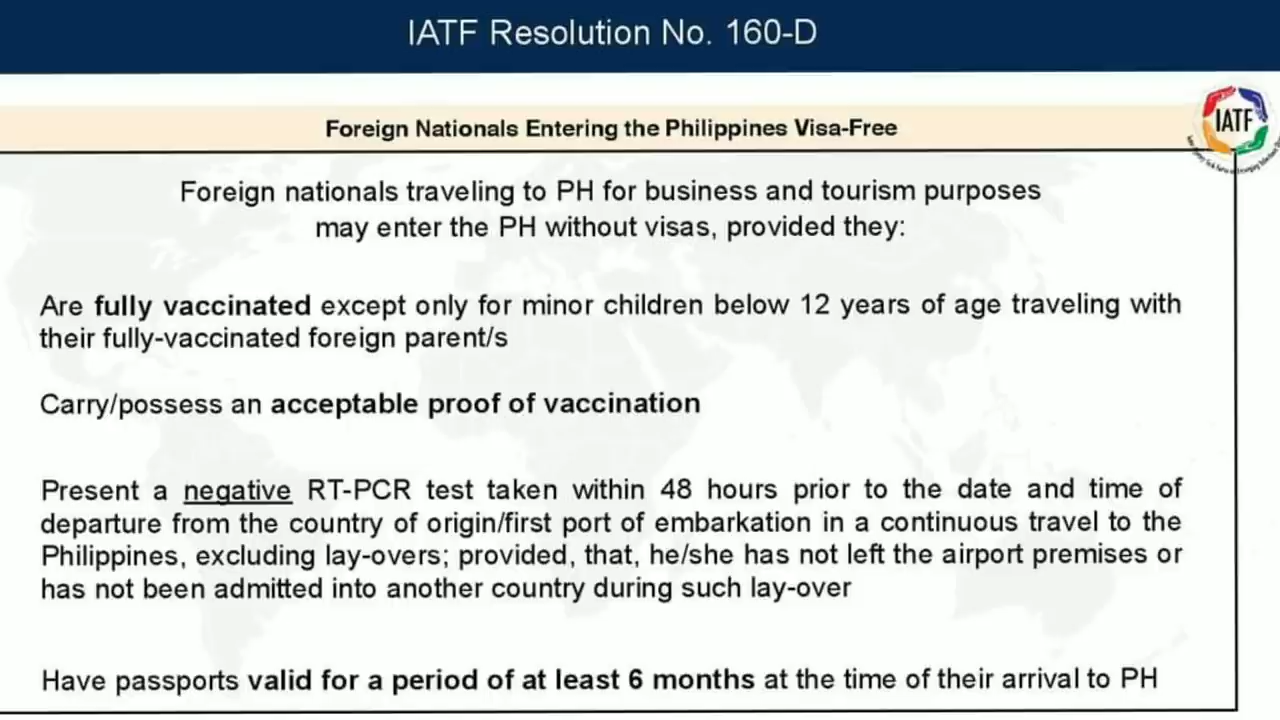 IATF Resolution No. 160-D
IATF
Foreign Nationals Entering the Philippines Visa-Free
Foreign nationals traveling to PH for business and tourism purposes
may enter the PH without visas, provided they:
Are fully vaccinated except only for minor children below 12 years of age traveling with
their fully-vaccinated foreign parent/s
Carry/possess an acceptable proof of vaccination
Present a negative RT-PCR test taken within 48 hours prior to the date and time of
departure from the country of origin/first port of embarkation in a continuous travel to the
Philippines, excluding lay-overs; provided, that, he/she has not left the airport premises or
has not been admitted into another country during such lay-over
Have passports valid for a period of at least 6 months at the time of their arrival to PH